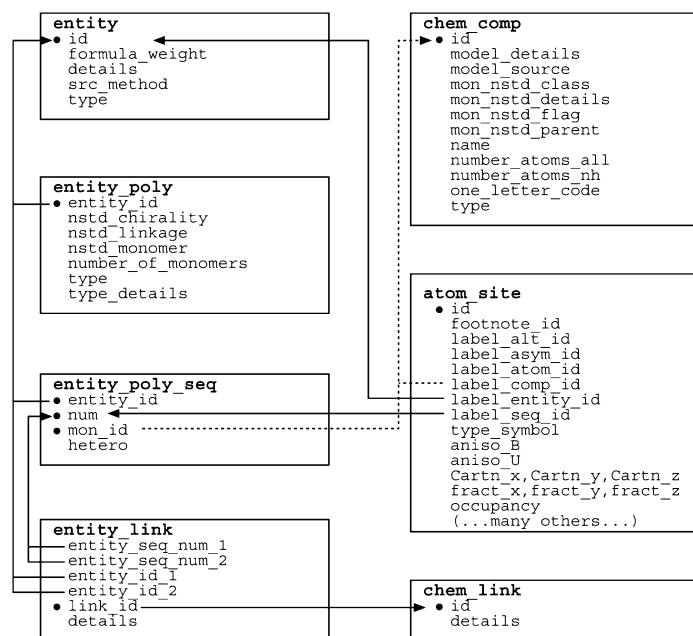 entity
id
formula_weight
details
src_method
type
entity_poly
entity_id
nstd_chirality
nstd_linkage
nstd_monomer
number_of_monomers
type
type_details
entity_poly_seq
entity_id
num
mon_id
hetero
entity_link
entity_seq_num_1
entity_seq_num_2
entity_id_1
entity_id_2
link_id
details
chem_comp
id
model_details
model_source
mon_nstd_class
mon_nstd_details
mon_nstd_flag
mon_nstd_parent
name
number_atoms_all
number_atoms_nh
one_letter_code
type
atom_site
id
footnote_id
label_alt_id
label_asym_id
label_atom_id
label_comp_id
label_entity_id
label_seq_id
type_symbol
aniso_B
aniso_U
Cartn_x,Cartn_y,Cartn_z
fract_x,fract_y,fract_z
occupancy
(...many others...)
chem_link
id
details